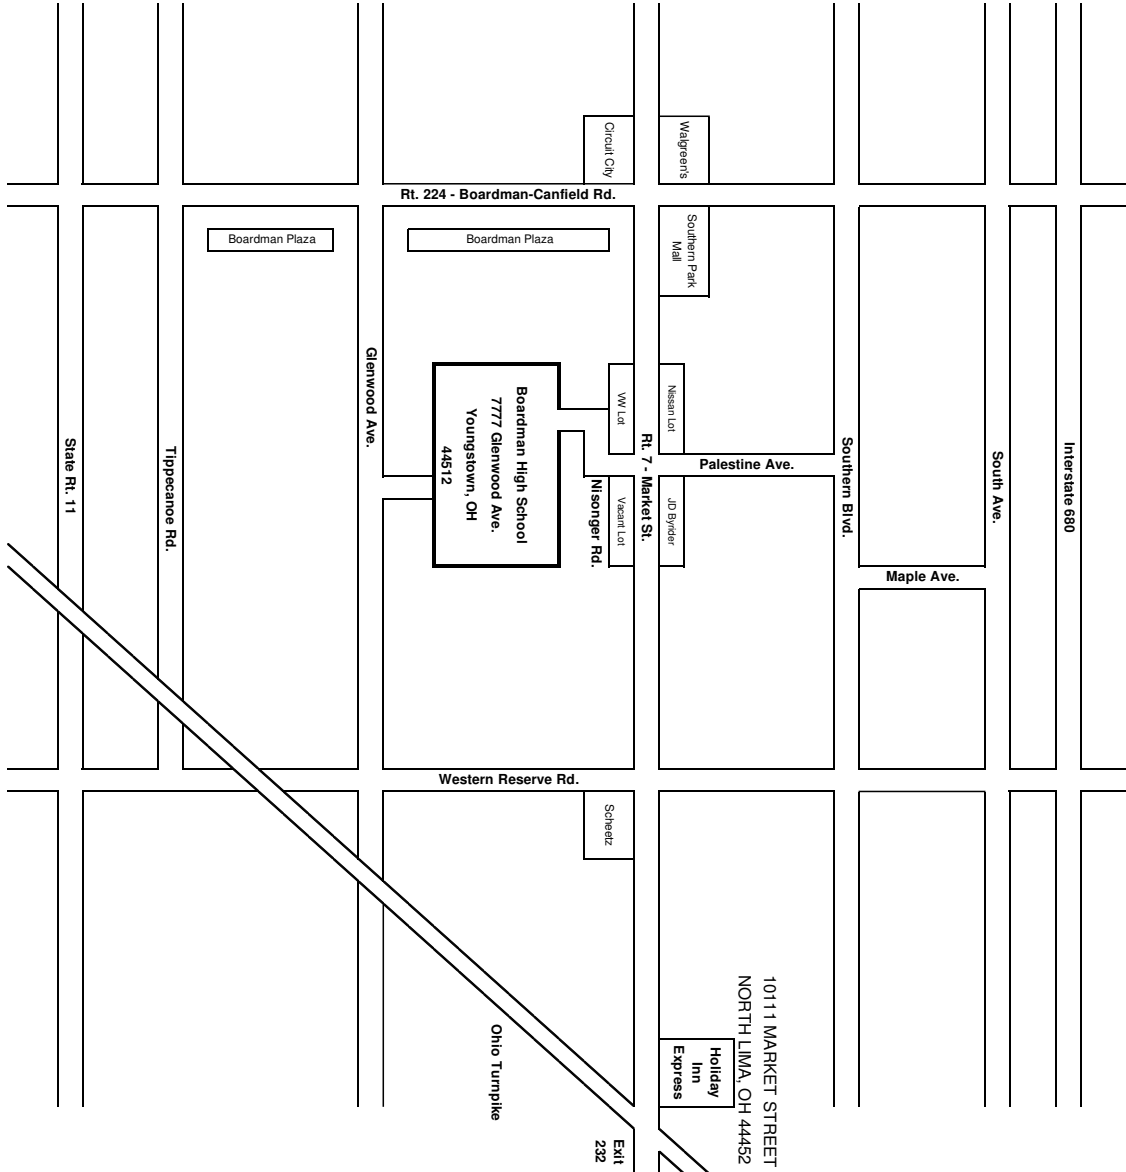 Circuit City
Walgreen's
Rt. 224 - Boardman-Canfield Rd.
Boardman Plaza
Boardman Plaza
Southern Park
Mall
Glenwood Ave.
Boardman High School
7777 Glenwood Ave.
Youngstown, OH
44512
VW Lot
Nissan Lot
Rt. 7 - Market St.
Palestine Ave.
Nisonger Rd.
Vacant Lot
JD Byrider
State Rt. 11
Tippecanoe Rd.
Southern Blvd.
South Ave.
Interstate 680
Maple Ave.
Western Reserve Rd.
Scheetz
10111 MARKET STREET
NORTH LIMA, OH 44452
Holiday
Inn
Express
Ohio Turnpike
Exit
232